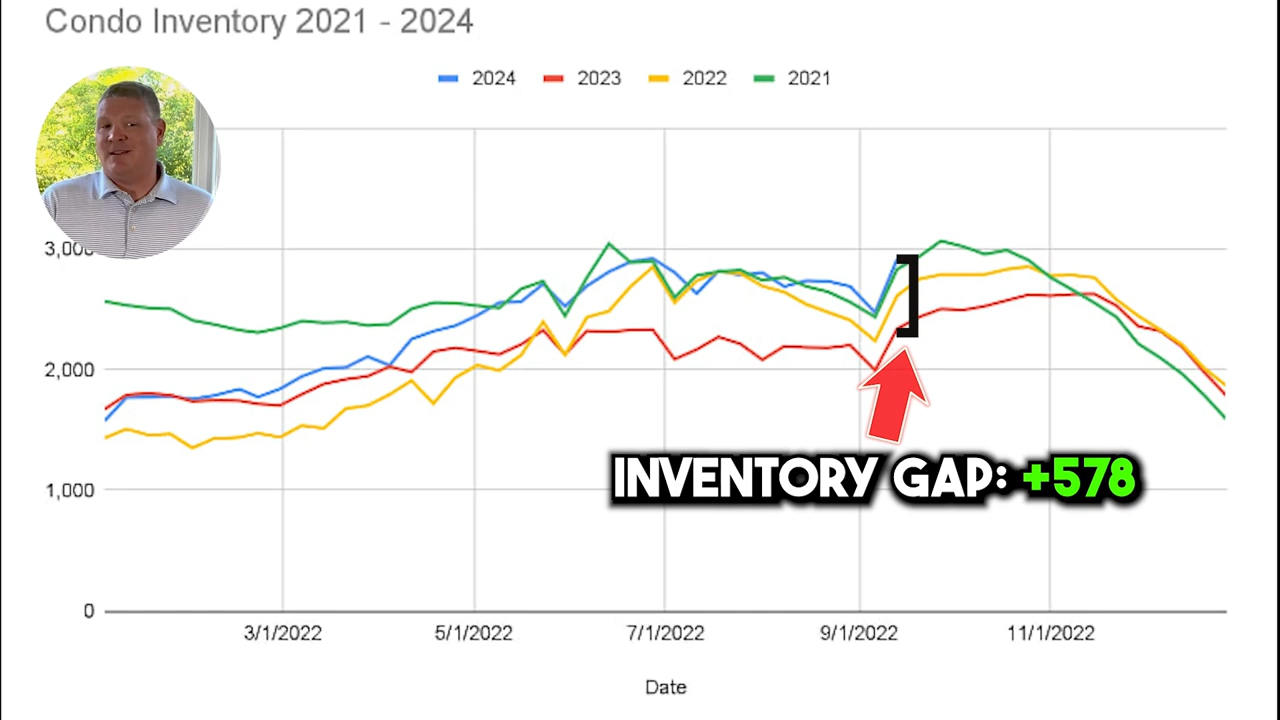 Condo Inventory 2021 - 2024
2024 2023 2022 2021
3,000
2,000
1,000
0
INVENTORY GAP: +578
3/1/2022 5/1/2022 7/1/2022 9/1/2022 11/1/2022
Date